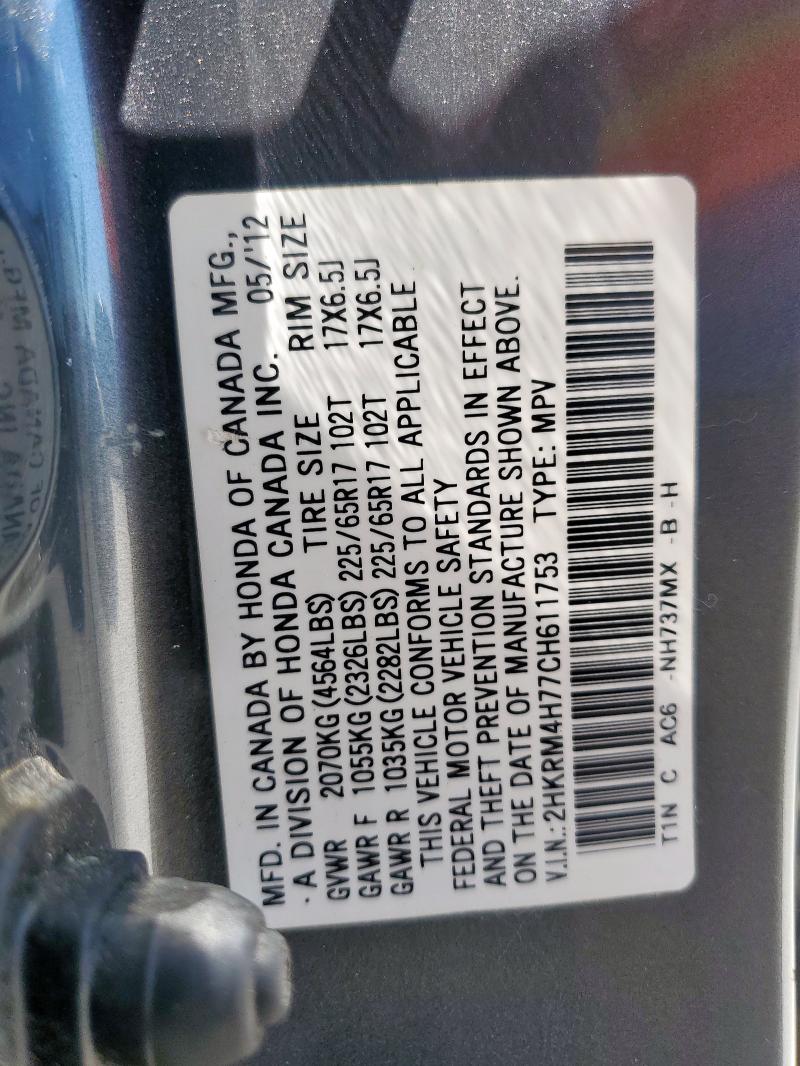 MFD. IN CANADA BY HONDA OF CANADA MFG.,
A DIVISION OF HONDA CANADA INC. 05/'12
GVWR 2070KG (4564LBS) TIRE SIZE RIM SIZE
GAWR F 1055KG (2326LBS) 225/65R17 102T 17X6.5J
GAWR R 1035KG (2282LBS) 225/65R17 102T 17X6.5J
THIS VEHICLE CONFORMS TO ALL APPLICABLE
FEDERAL MOTOR VEHICLE SAFETY
AND THEFT PREVENTION STANDARDS IN EFFECT
ON THE DATE OF MANUFACTURE SHOWN ABOVE.
V.I.N.: 2HKRM4H77CH611753 TYPE: MPV
T1N C AC6 -NH737MX -B -H